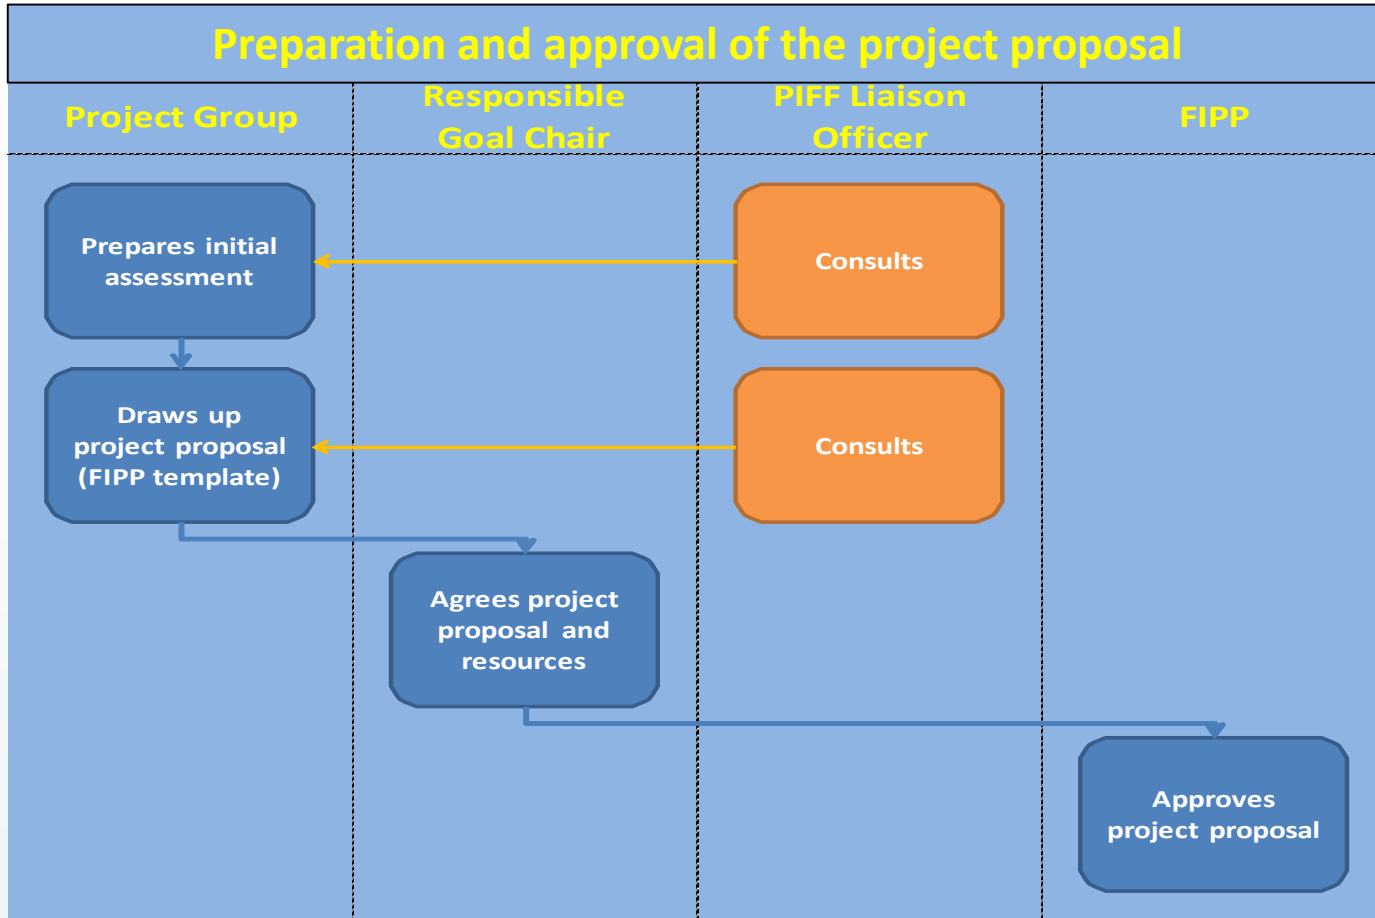 Preparation and approval of the project proposal
Project Group
Responsible
Goal Chair
PIFF Liaison
Officer
FIPP
Prepares initial
assessment
Consults
Draws up
project proposal
(FIPP template)
Consults
Agrees project
proposal and
resources
Approves
project proposal